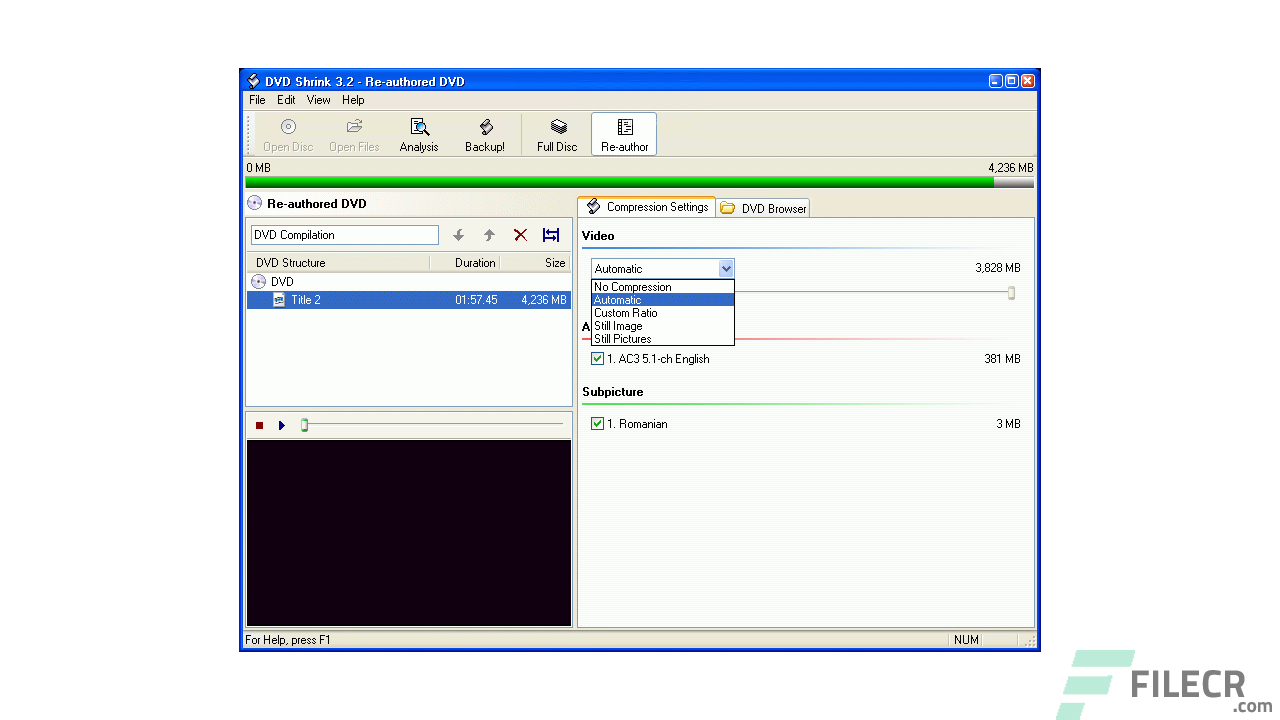 DVD Shrink 3.2 - Re-authored DVD
File Edit View Help
Open Disc Open Files Analysis Backup! Full Disc Re-author
0 MB 4,236 MB
Re-authored DVD
Compression Settings DVD Browser
DVD Compilation
Video
DVD Structure Duration Size
Automatic 3,828 MB
DVD
No Compression
Title 2 01:57.45 4,236 MB
Automatic
Custom Ratio
Still Image
A
Still Pictures
1. AC3 5.1-ch English 381 MB
Subpicture
1. Romanian 3 MB
For Help, press F1 NUM
FILECR
.com